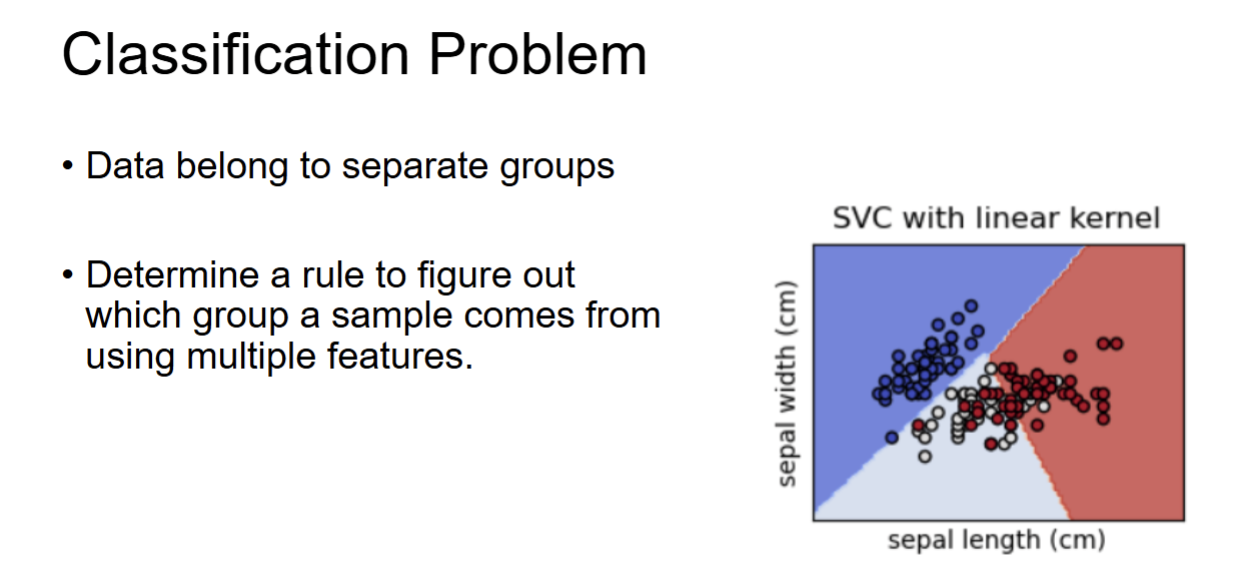 Classification Problem
• Data belong to separate groups
• Determine a rule to figure out
which group a sample comes from
using multiple features.
SVC with linear kernel
sepal width (cm)
sepal length (cm)